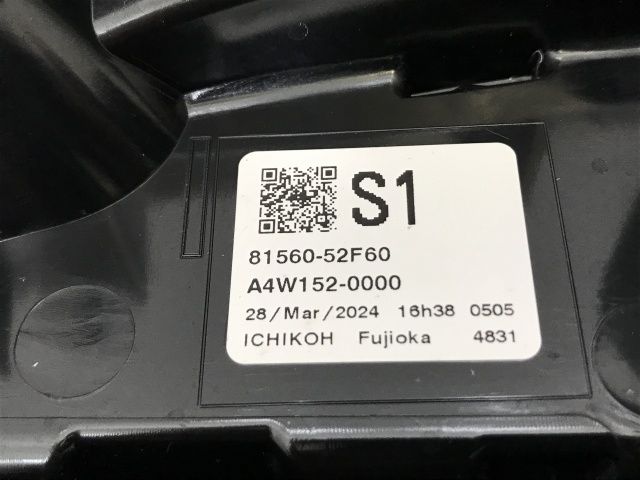 S1
81560-52F60
A4W152-0000
28/Mar/2024 16h38 0505
ICHIKOH Fujioka 4831